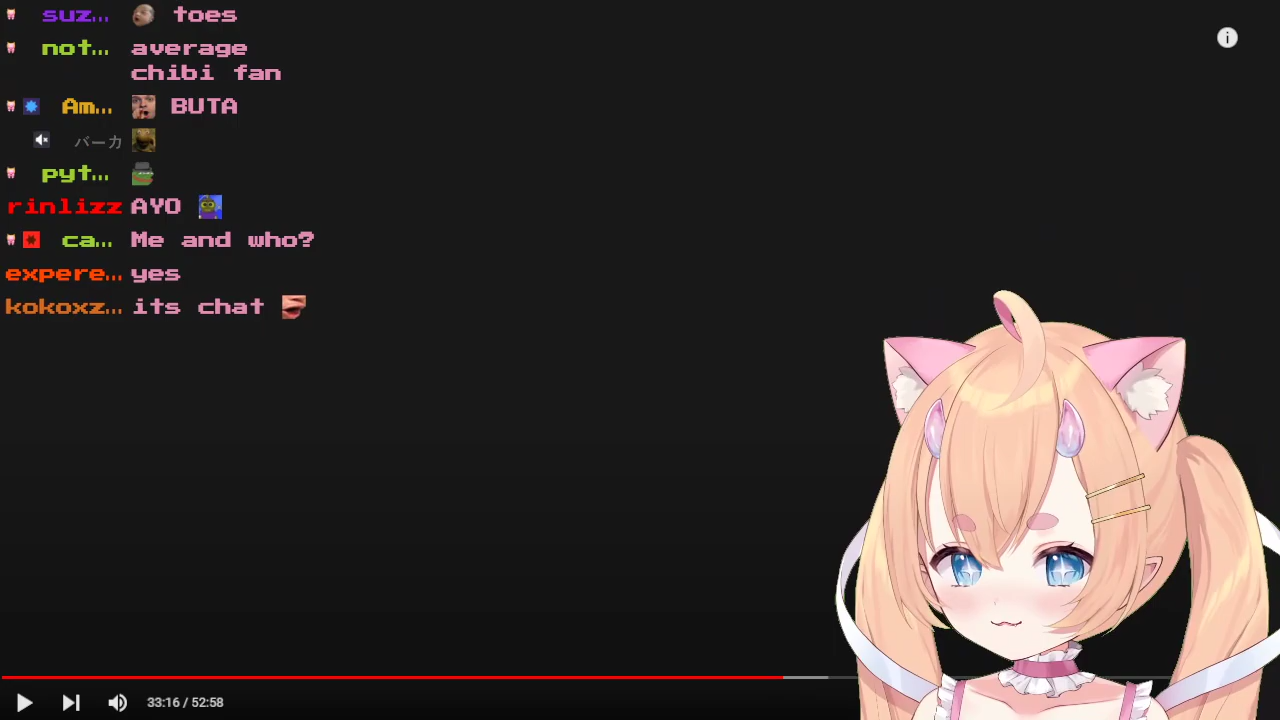 suz... toes
not... average
chibi fan
Am... BUTA
バーカ
pyt...
rinlizz AYO
ca... Me and who?
expere... yes
kokoxz... its chat
33:16 / 52:58